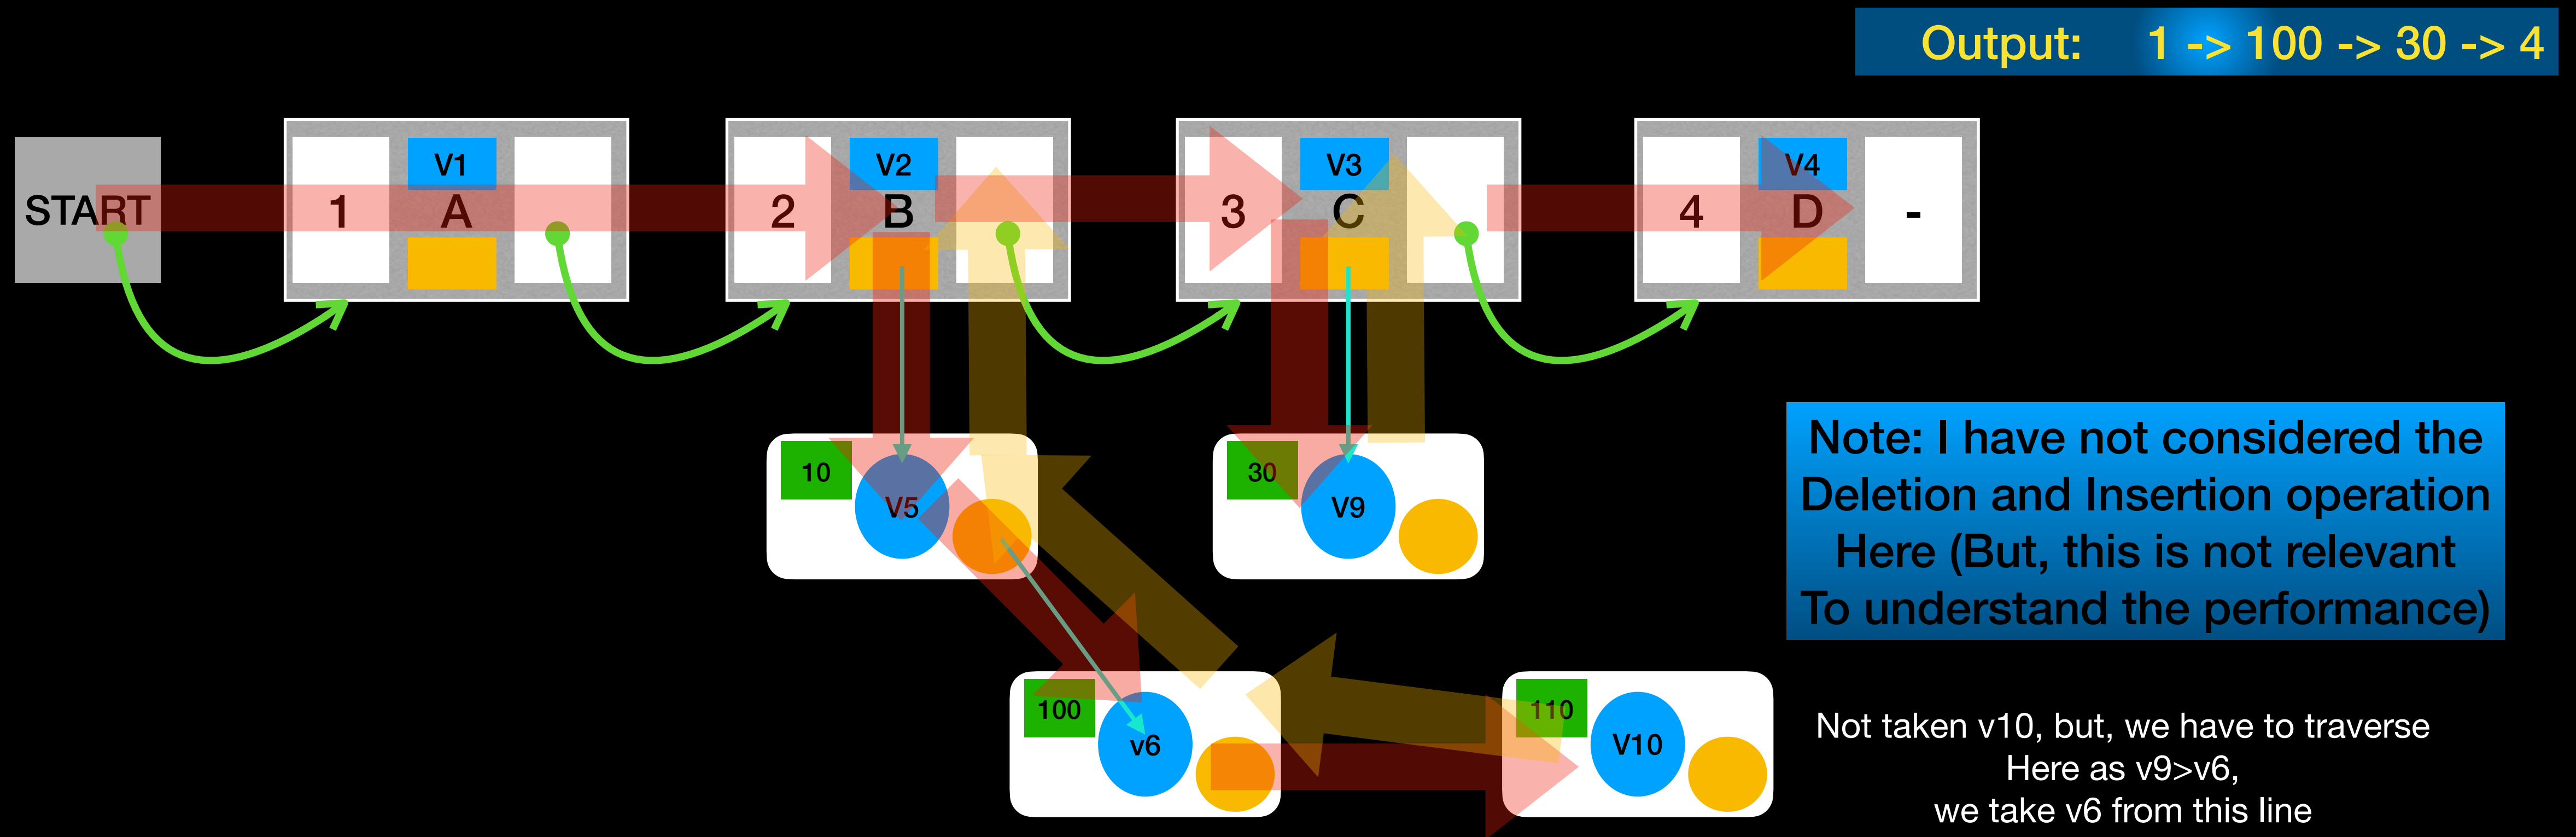 Output: 1 -> 100 -> 30 -> 4
START
1
V1
A
2
V2
B
3
V3
C
4
V4
D
-
10
V5
30
V9
100
v6
110
V10
Note: I have not considered the
Deletion and Insertion operation
Here (But, this is not relevant
To understand the performance)
Not taken v10, but, we have to traverse
Here as v9>v6,
we take v6 from this line